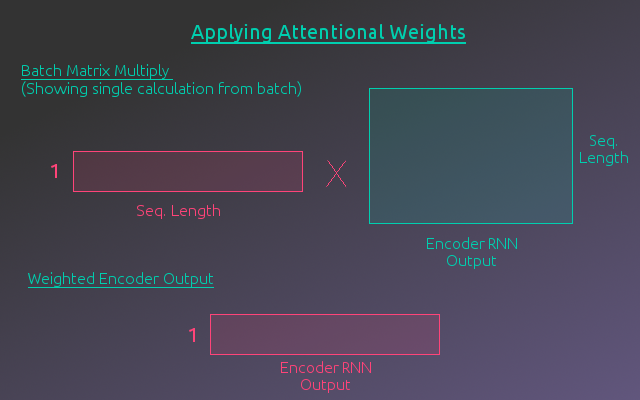 Applying Attentional Weights
Batch Matrix Multiply
(Showing single calculation from batch)
1
Seq. Length
X
Seq.
Length
Encoder RNN
Output
Weighted Encoder Output
1
Encoder RNN
Output